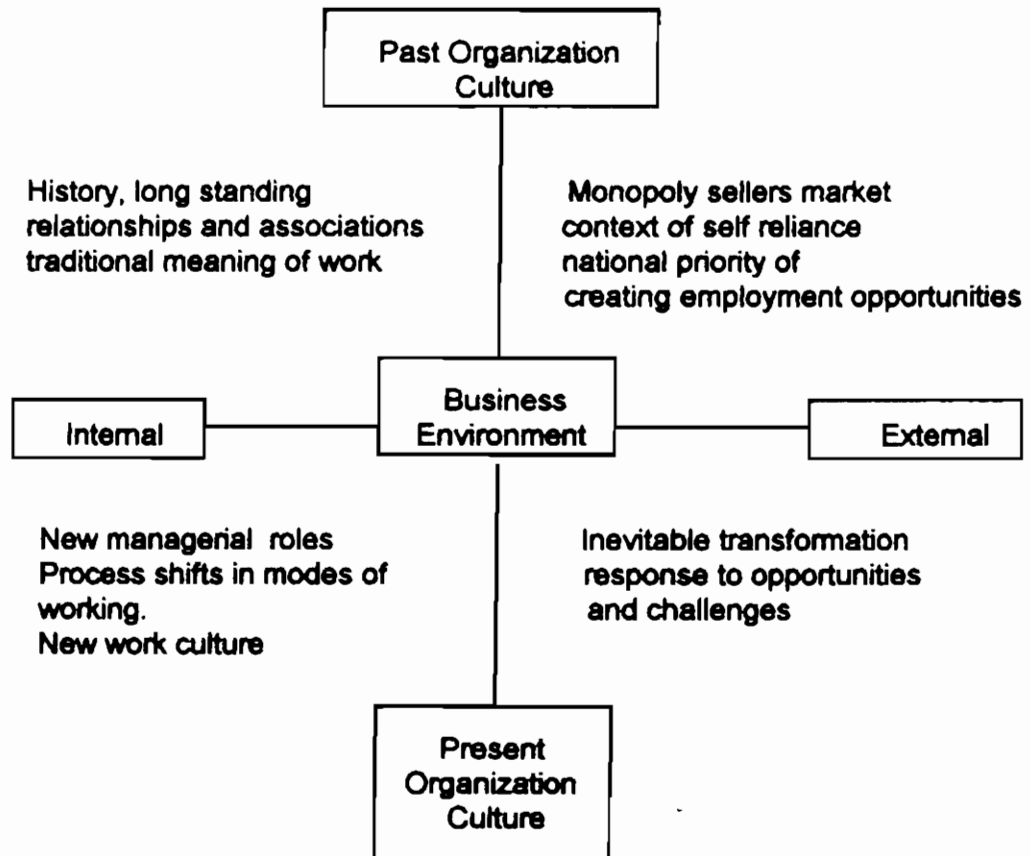 Past Organization
Culture
History, long standing
relationships and associations
traditional meaning of work
Monopoly sellers market
context of self reliance
national priority of
creating employment opportunities
Internal
Business
Environment
External
New managerial roles
Process shifts in modes of
working.
New work culture
Inevitable transformation
response to opportunities
and challenges
Present
Organization
Culture